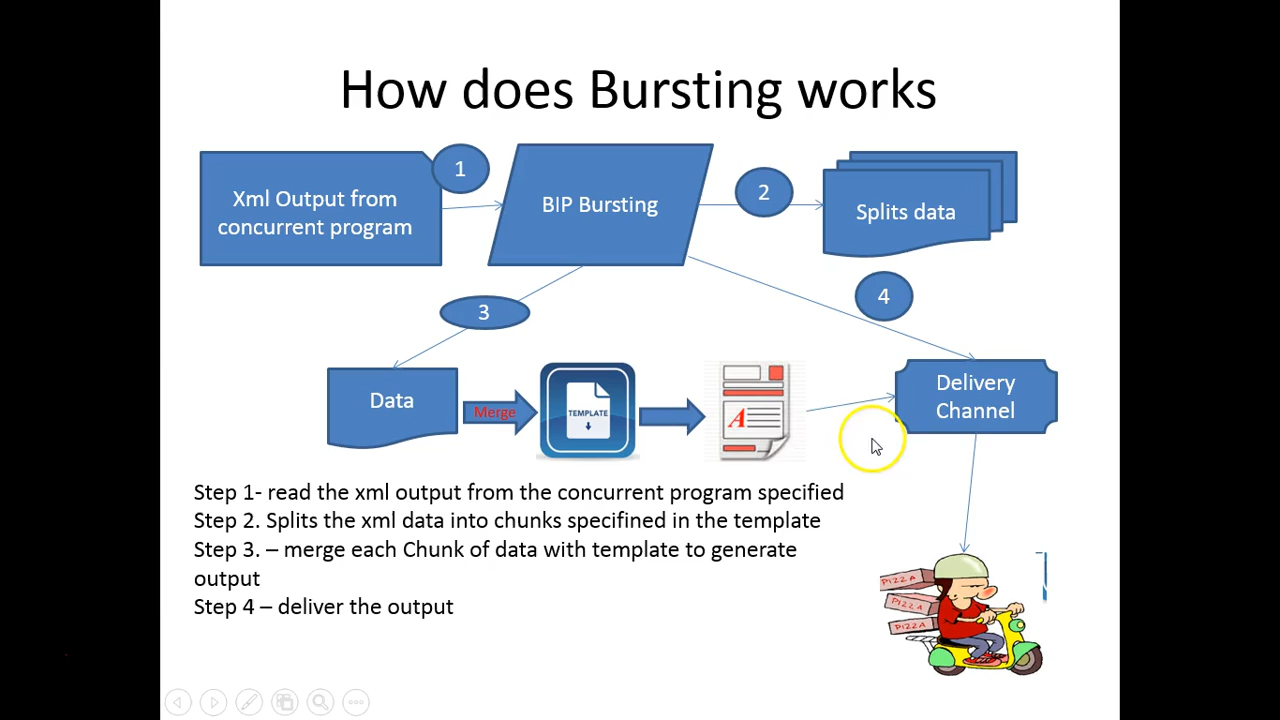 How does Bursting works
1
2
Xml Output from
concurrent program
BIP Bursting
Splits data
3
4
Data
Merge
TEMPLATE
A
Delivery
Channel
Step 1- read the xml output from the concurrent program specified
Step 2. Splits the xml data into chunks specifined in the template
Step 3. – merge each Chunk of data with template to generate
output
Step 4 – deliver the output
PIZZA
PIZZA
PIZZA